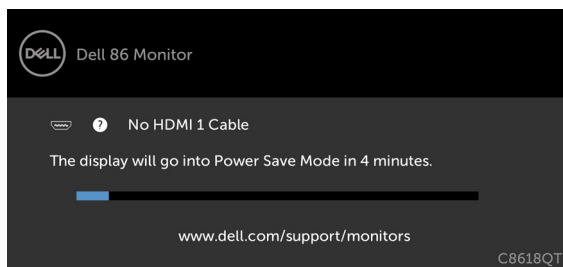 DELL Dell 86 Monitor
? No HDMI 1 Cable
The display will go into Power Save Mode in 4 minutes.
www.dell.com/support/monitors
C8618QT